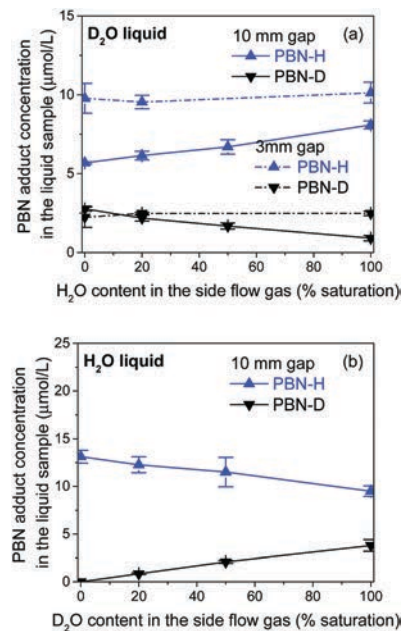 D₂O liquid
10 mm gap
(a)
PBN-H
PBN-D
3mm gap
PBN-H
PBN-D
15
10
5
0
0
20
40
60
80
100
PBN adduct concentration
in the liquid sample (μmol/L)
H₂O content in the side flow gas (% saturation)
H₂O liquid
10 mm gap
(b)
PBN-H
PBN-D
25
20
15
10
5
0
0
20
40
60
80
100
PBN adduct concentration
in the liquid sample (μmol/L)
D₂O content in the side flow gas (% saturation)